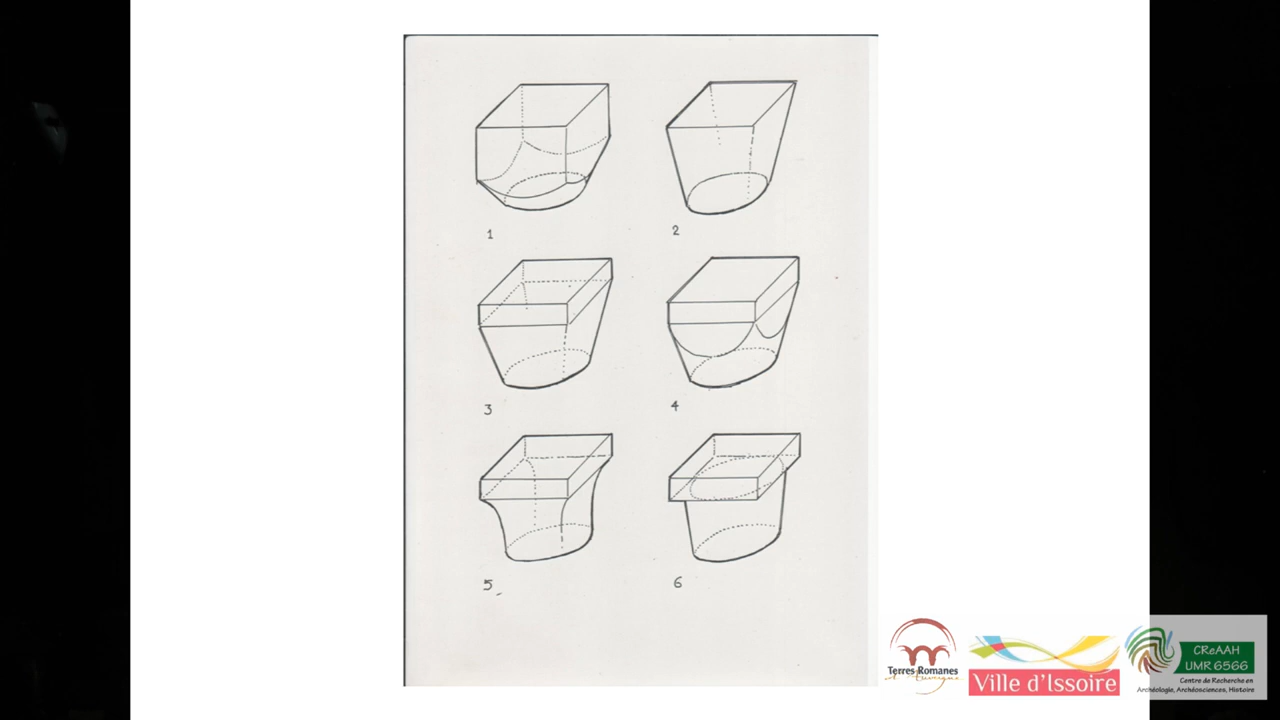 1
2
3
4
5
6
Terres Romanes
d'Auvergne
Ville d'Issoire
CReAAH
UMR 6566
Centre de Recherche en
Archéologie, Archéosciences, Histoire